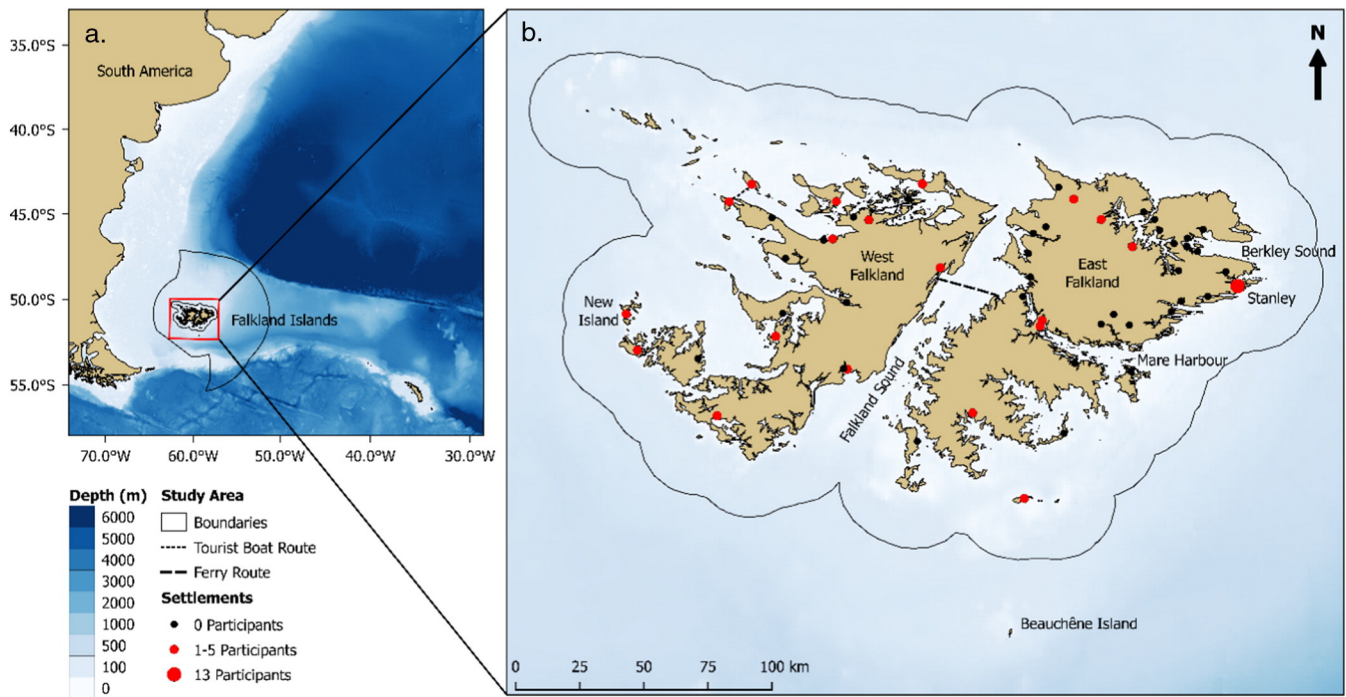 a.
35.0°S
40.0°S
45.0°S
50.0°S
55.0°S
South America
Falkland Islands
70.0°W
60.0°W
50.0°W
40.0°W
30.0°W
Depth (m)
6000
5000
4000
3000
2000
1000
500
100
0
Study Area
Boundaries
Tourist Boat Route
Ferry Route
Settlements
0 Participants
1-5 Participants
13 Participants
b.
N
West
Falkland
East
Falkland
Berkley Sound
Stanley
New
Island
Mare Harbour
Falkland Sound
Beauchêne Island
0
25
50
75
100 km